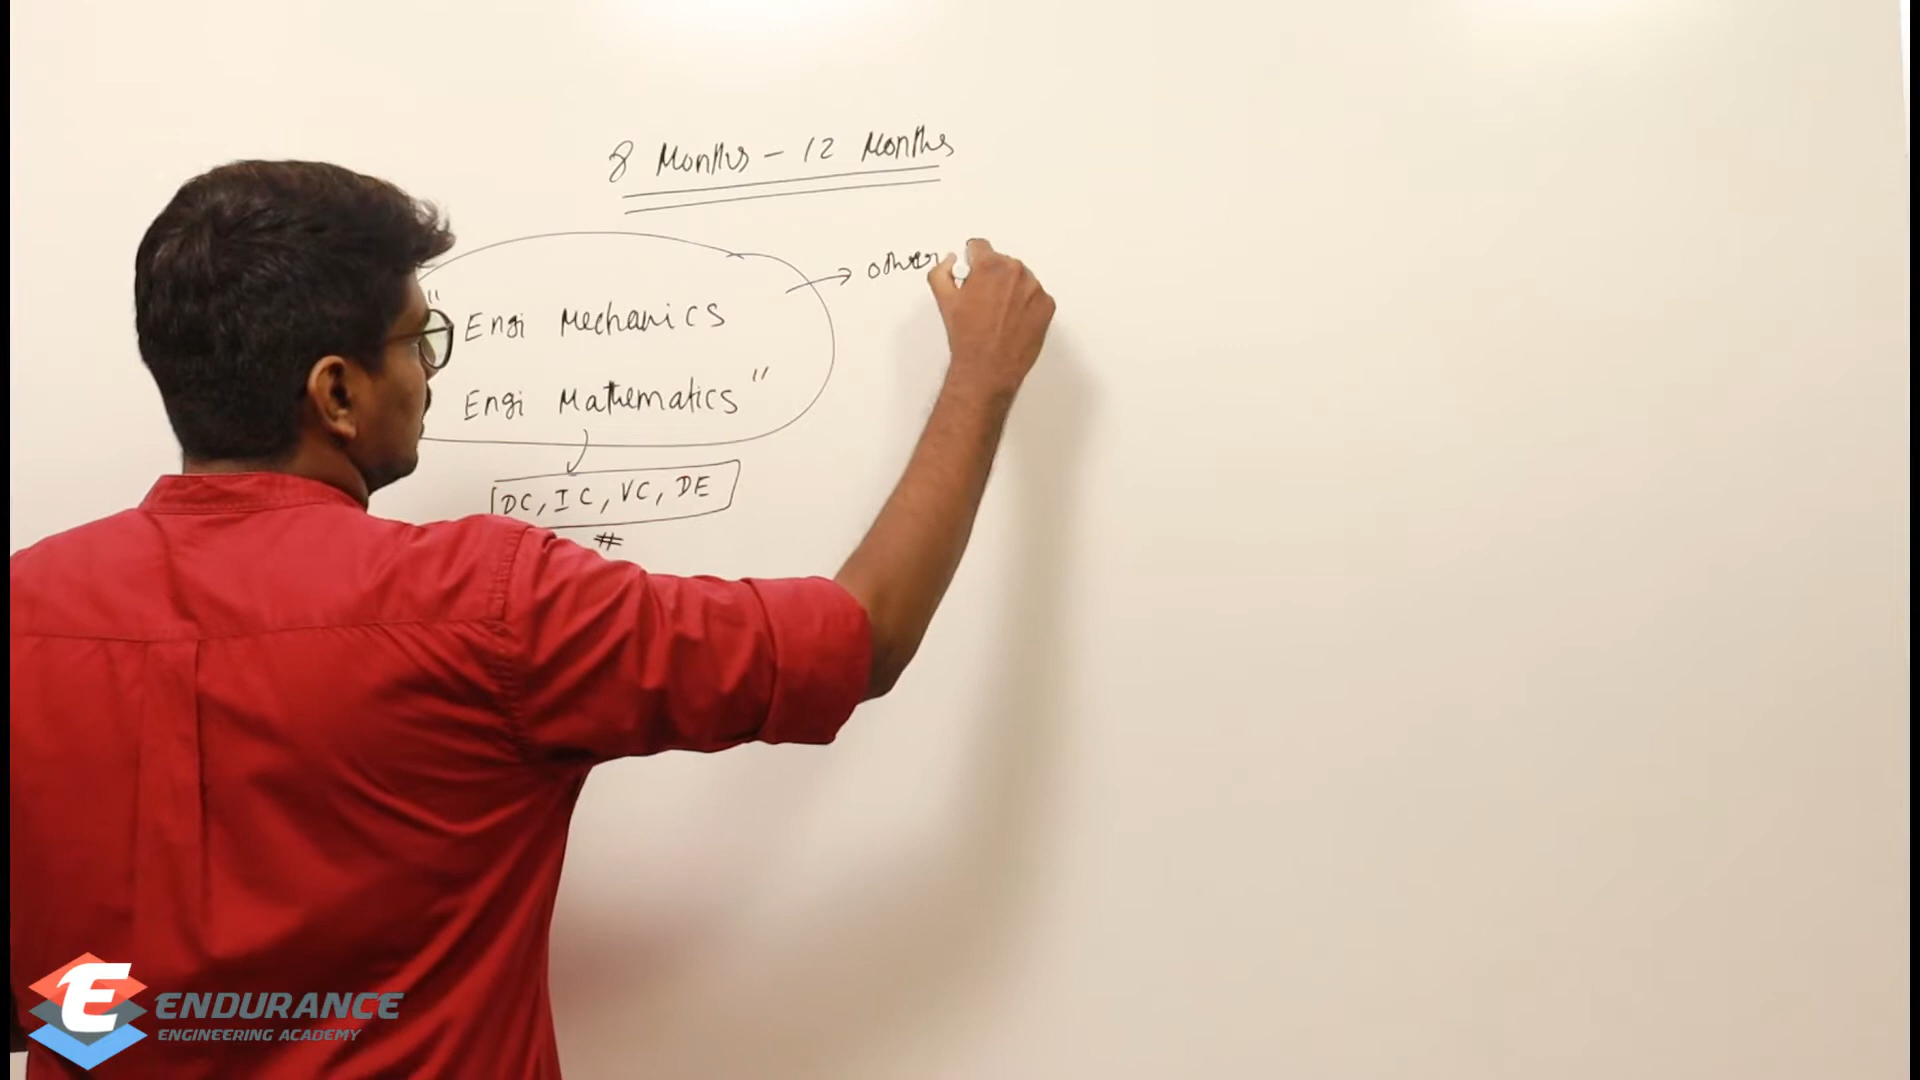 8 Months - 12 Months
→ other
" Engi Mechanics
Engi Mathematics "
DC, IC, VC, DE
#
E ENDURANCE
ENGINEERING ACADEMY